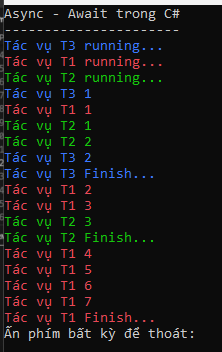 Async - Await trong C#
----------------------
Tác vụ T3 running...
Tác vụ T1 running...
Tác vụ T2 running...
Tác vụ T3 1
Tác vụ T1 1
Tác vụ T2 1
Tác vụ T2 2
Tác vụ T3 2
Tác vụ T3 Finish...
Tác vụ T1 2
Tác vụ T1 3
Tác vụ T2 3
Tác vụ T2 Finish...
Tác vụ T1 4
Tác vụ T1 5
Tác vụ T1 6
Tác vụ T1 7
Tác vụ T1 Finish...
Ấn phím bất kỳ để thoát: